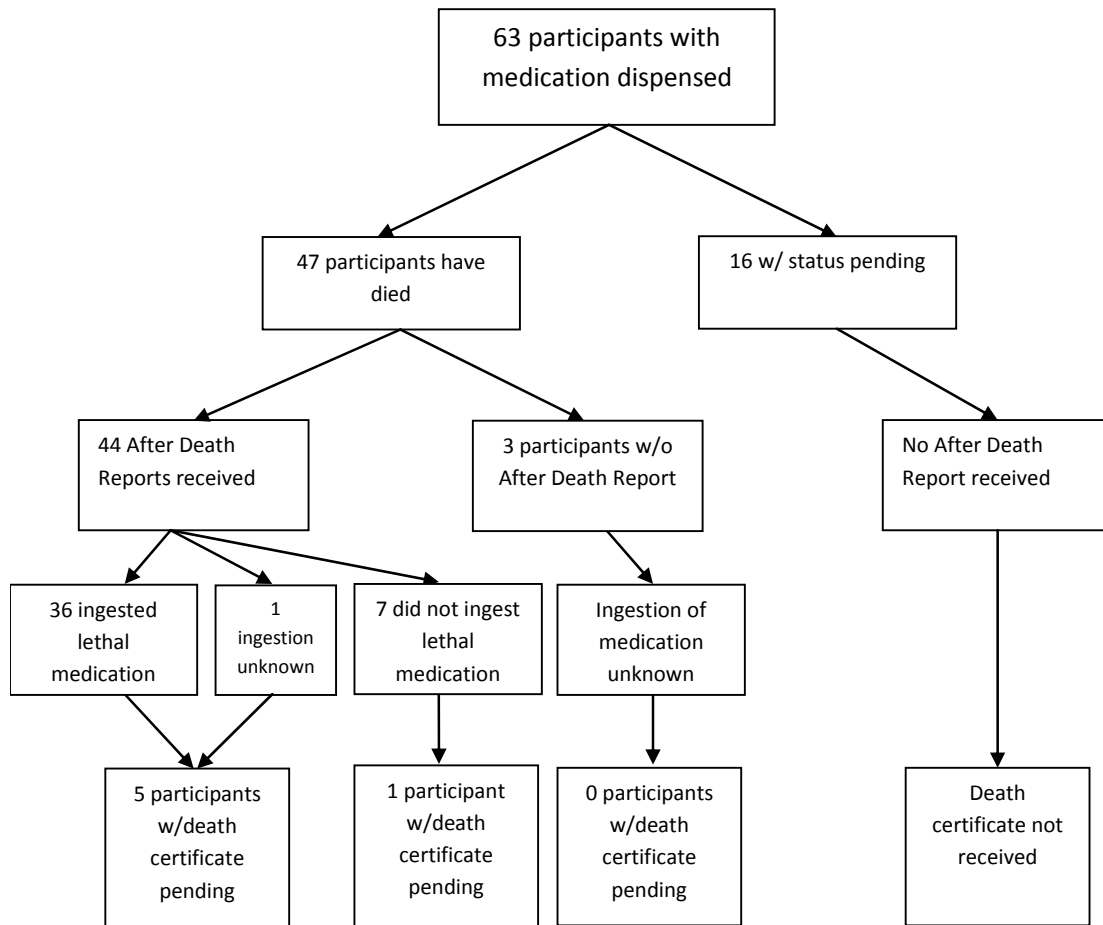 63 participants with
medication dispensed
47 participants have
died
16 w/ status pending
44 After Death
Reports received
3 participants w/o
After Death Report
No After Death
Report received
36 ingested
lethal
medication
1
ingestion
unknown
7 did not ingest
lethal
medication
Ingestion of
medication
unknown
5 participants
w/death
certificate
pending
1 participant
w/death
certificate
pending
0 participants
w/death
certificate
pending
Death
certificate not
received